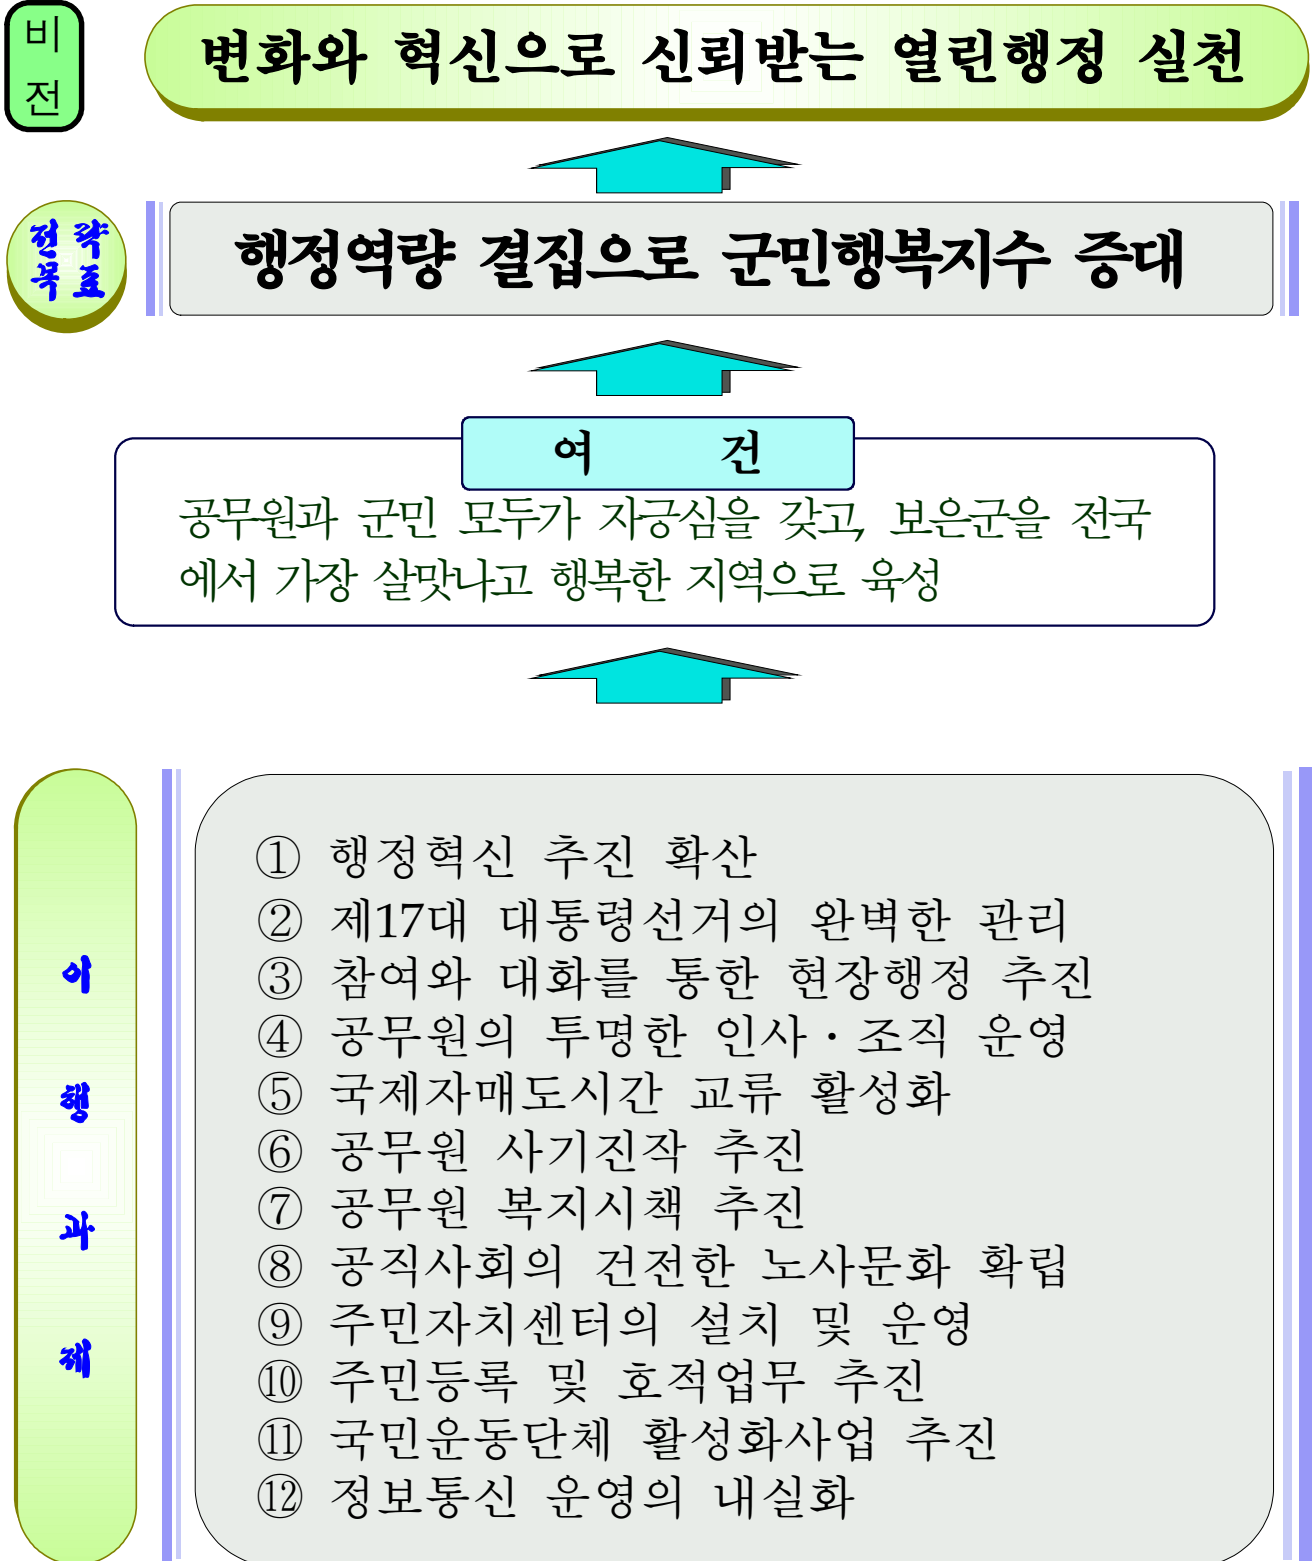 비
전
변화와 혁신으로 신뢰받는 열린행정 실천
전략
목표
행정역량 결집으로 군민행복지수 증대
여 건
공무원과 군민 모두가 자긍심을 갖고, 보은군을 전국
에서 가장 살맛나고 행복한 지역으로 육성
이
행
과
제
① 행정혁신 추진 확산
② 제17대 대통령선거의 완벽한 관리
③ 참여와 대화를 통한 현장행정 추진
④ 공무원의 투명한 인사・조직 운영
⑤ 국제자매도시간 교류 활성화
⑥ 공무원 사기진작 추진
⑦ 공무원 복지시책 추진
⑧ 공직사회의 건전한 노사문화 확립
⑨ 주민자치센터의 설치 및 운영
⑩ 주민등록 및 호적업무 추진
⑪ 국민운동단체 활성화사업 추진
⑫ 정보통신 운영의 내실화